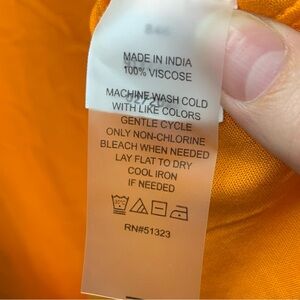 MADE IN INDIA
100% VISCOSE
MACHINE WASH COLD
WITH LIKE COLORS
GENTLE CYCLE
ONLY NON-CHLORINE
BLEACH WHEN NEEDED
LAY FLAT TO DRY
COOL IRON
IF NEEDED
RN#51323